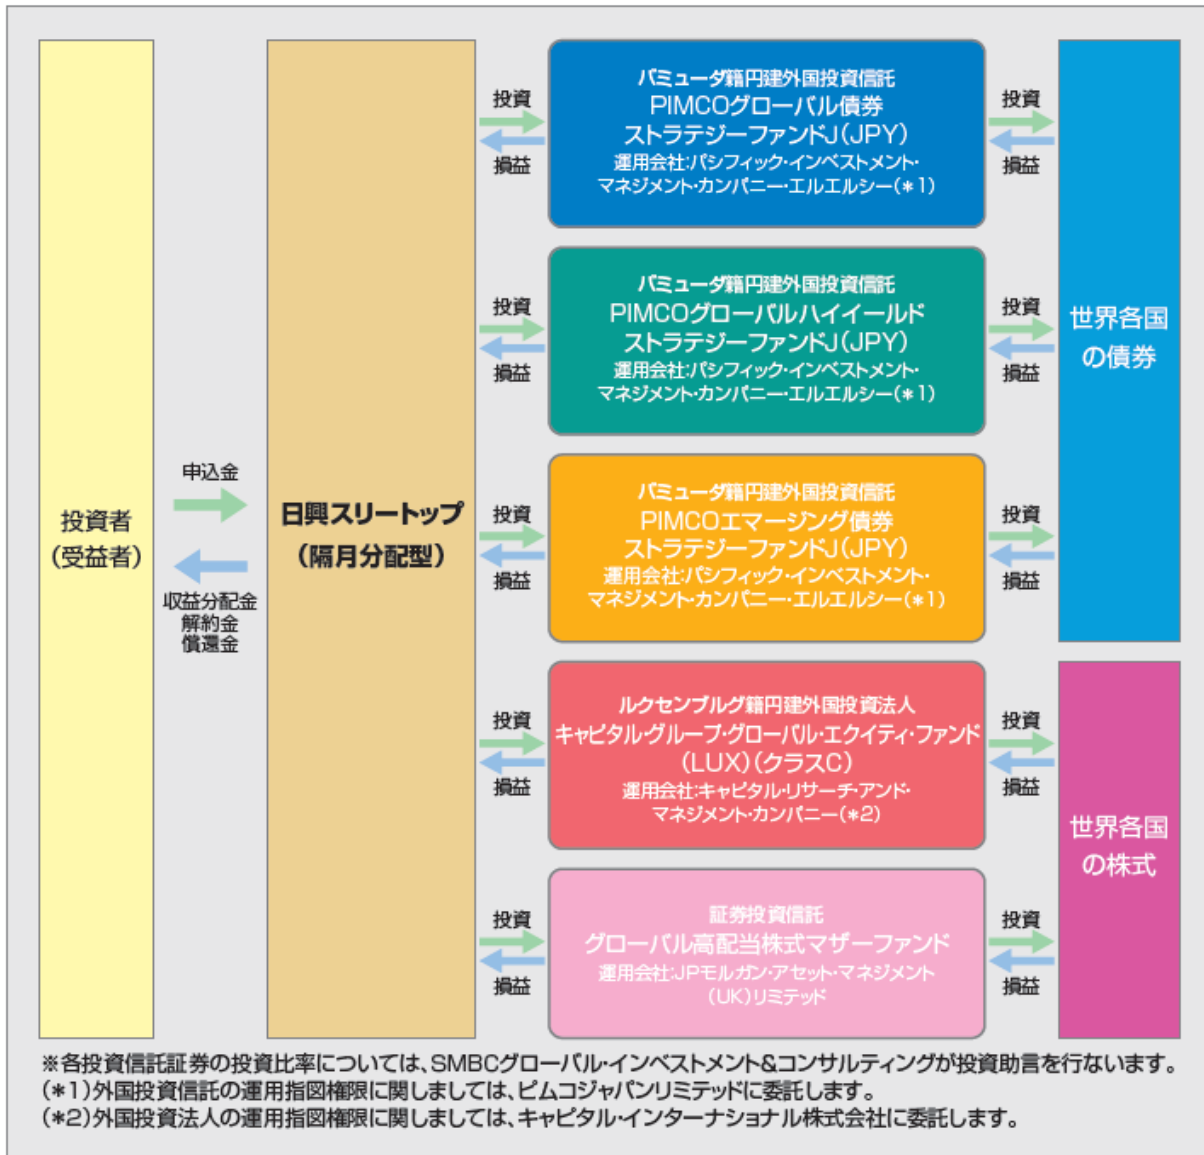 投資者
(受益者)
申込金
収益分配金
解約金
償還金
日興スリートップ
(隔月分配型)
投資
損益
バミューダ籍円建外国投資信託
PIMCOグローバル債券
ストラテジーファンドJ(JPY)
運用会社:パシフィック・インベストメント・
マネジメント・カンパニー・エルエルシー(*1)
投資
損益
投資
損益
バミューダ籍円建外国投資信託
PIMCOグローバルハイイールド
ストラテジーファンドJ(JPY)
運用会社:パシフィック・インベストメント・
マネジメント・カンパニー・エルエルシー(*1)
投資
損益
投資
損益
バミューダ籍円建外国投資信託
PIMCOエマージング債券
ストラテジーファンドJ(JPY)
運用会社:パシフィック・インベストメント・
マネジメント・カンパニー・エルエルシー(*1)
投資
損益
世界各国
の債券
投資
損益
ルクセンブルグ籍円建外国投資法人
キャピタル・グループ・グローバル・エクイティ・ファンド
(LUX)(クラスC)
運用会社:キャピタル・リサーチ・アンド・
マネジメント・カンパニー(*2)
投資
損益
投資
損益
証券投資信託
グローバル高配当株式マザーファンド
運用会社:JPモルガン・アセット・マネジメント
(UK)リミテッド
投資
損益
世界各国
の株式
※各投資信託証券の投資比率については、SMBCグローバル・インベストメント&コンサルティングが投資助言を行ないます。
(*1)外国投資信託の運用指図権限に関しましては、ピムコジャパンリミテッドに委託します。
(*2)外国投資法人の運用指図権限に関しましては、キャピタル・インターナショナル株式会社に委託します。